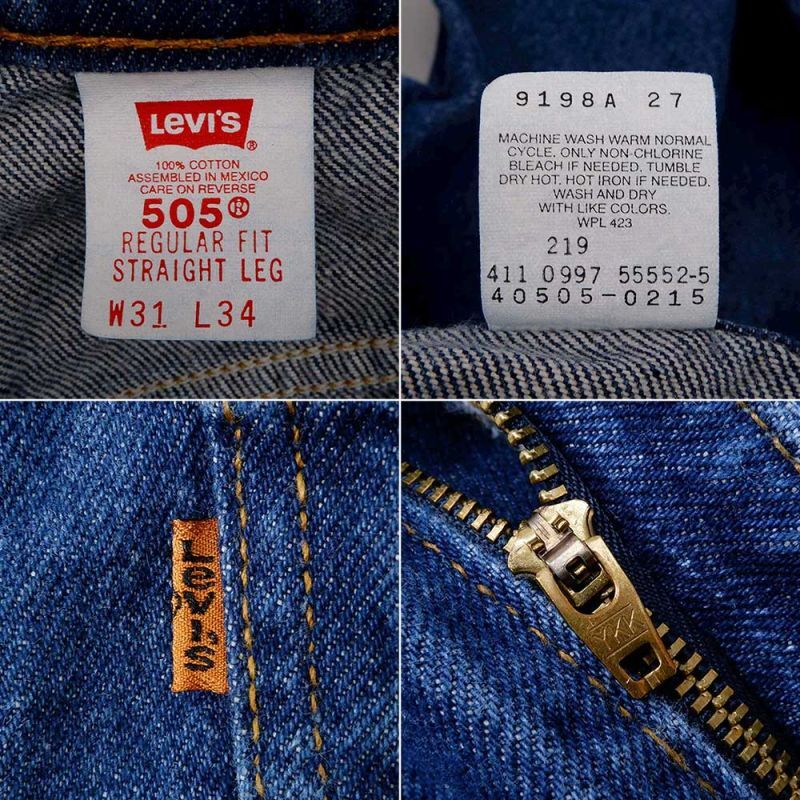 Levi's®
100% COTTON
ASSEMBLED IN MEXICO
CARE ON REVERSE
505®
REGULAR FIT
STRAIGHT LEG
W31 L34
9198A 27
MACHINE WASH WARM NORMAL
CYCLE. ONLY NON-CHLORINE
BLEACH IF NEEDED. TUMBLE
DRY HOT. HOT IRON IF NEEDED.
WASH AND DRY
WITH LIKE COLORS.
WPL 423
219
411 0997 55552-5
40505-0215
LeVi's
YKK